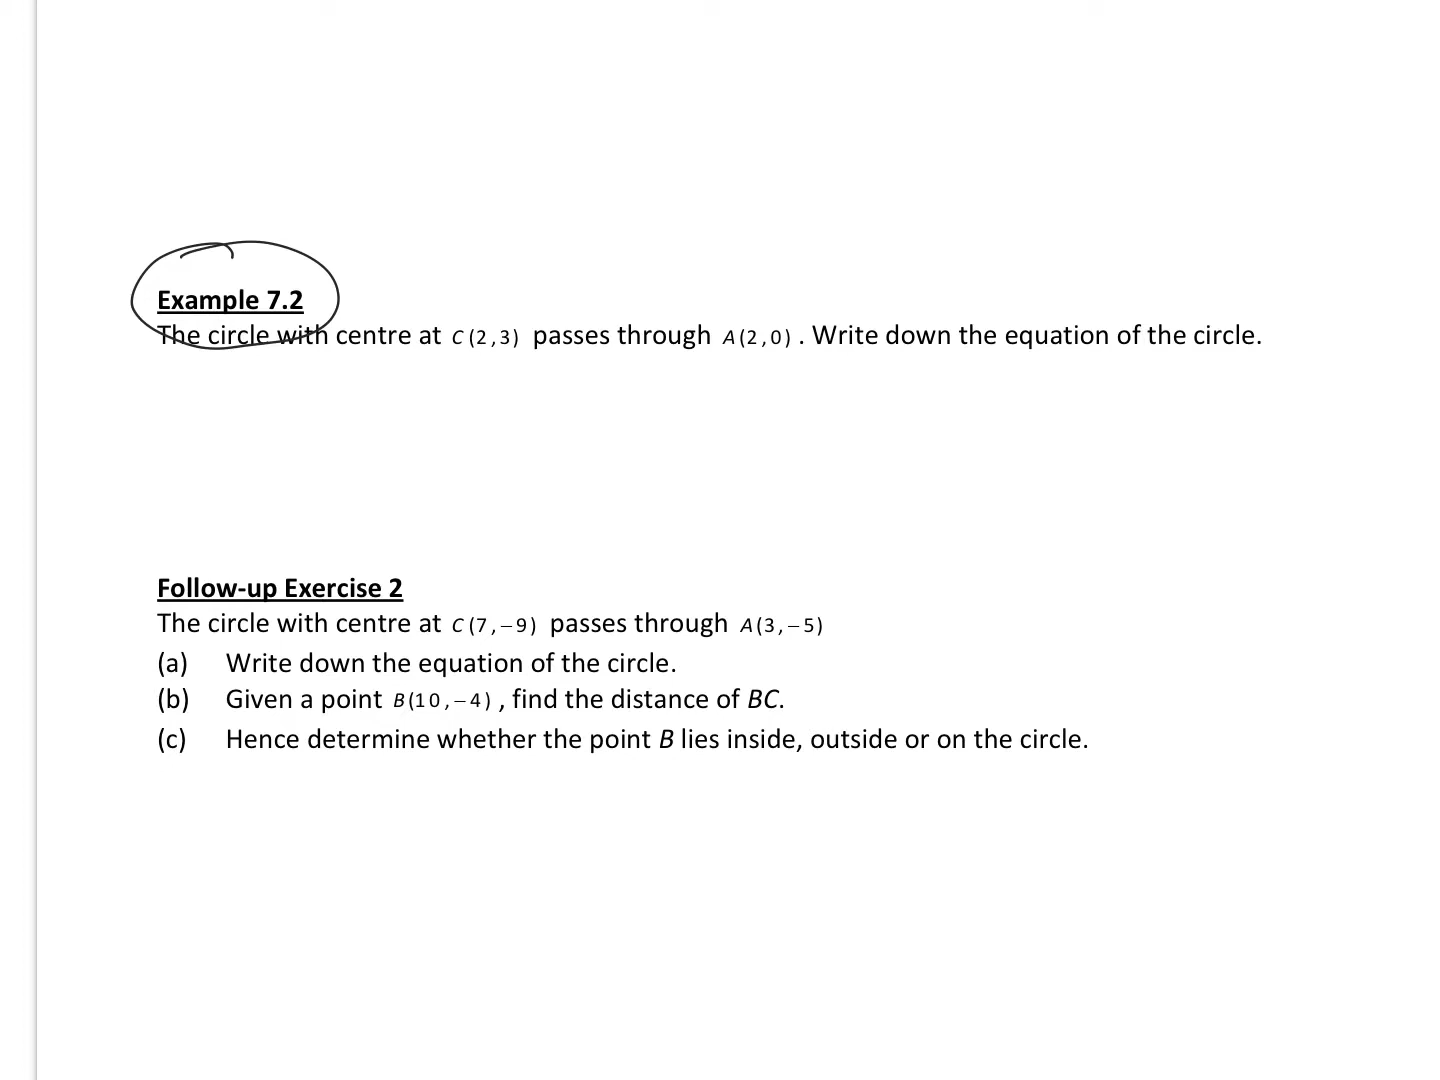 Example 7.2
The circle with centre at C(2,3) passes through A(2,0). Write down the equation of the circle.
Follow-up Exercise 2
The circle with centre at C(7,−9) passes through A(3,−5)
(a) Write down the equation of the circle.
(b) Given a point B(10,−4), find the distance of BC.
(c) Hence determine whether the point B lies inside, outside or on the circle.